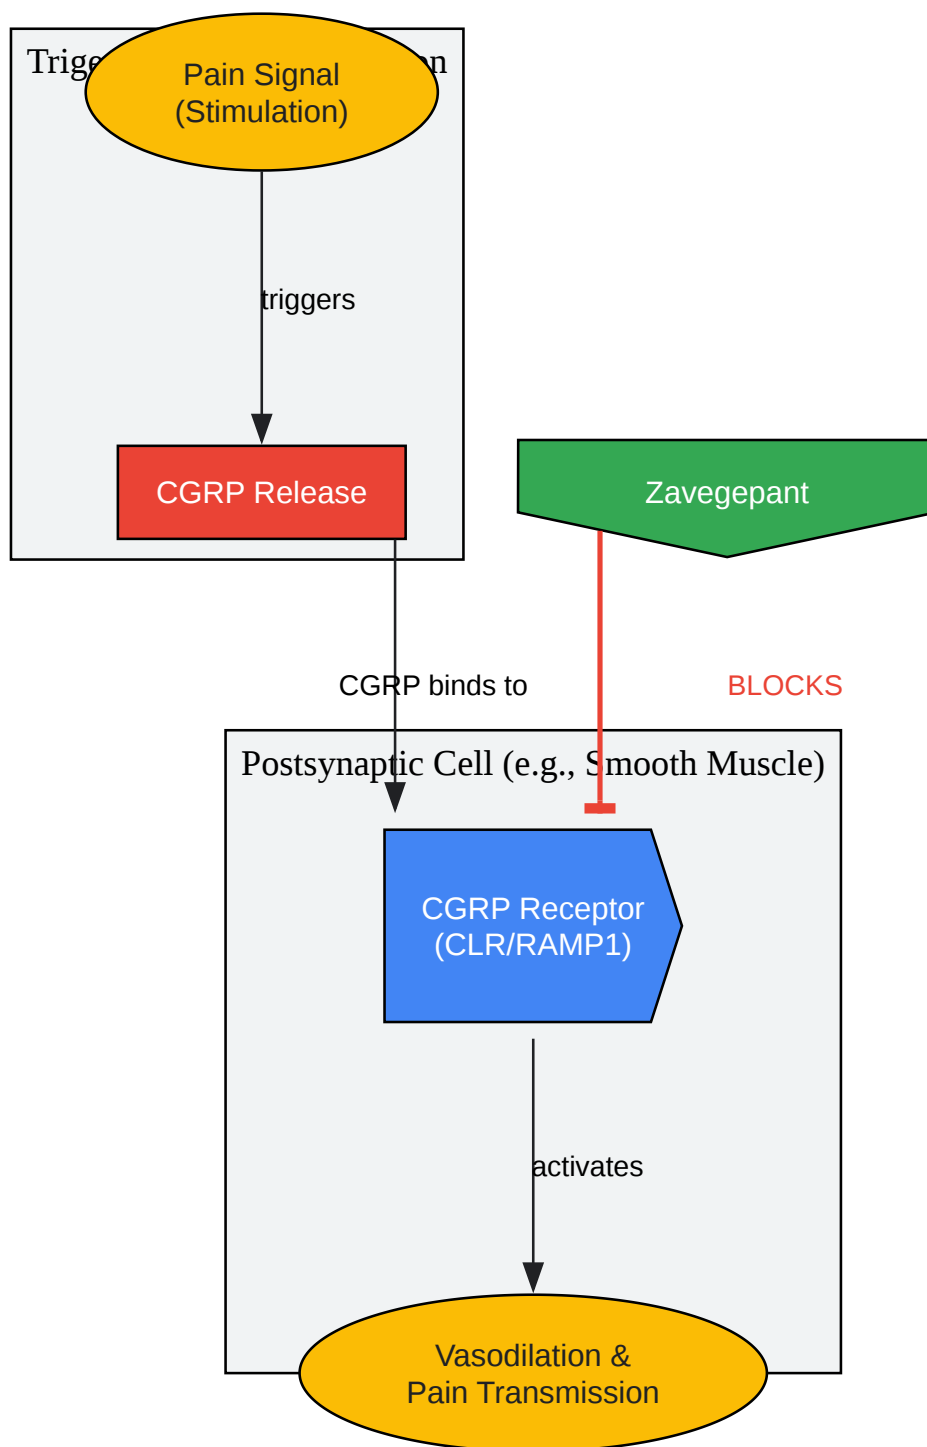 Pain Signal
(Stimulation)
triggers
CGRP Release
Zavegepant
CGRP binds to
BLOCKS
Postsynaptic Cell (e.g., Smooth Muscle)
CGRP Receptor
(CLR/RAMP1)
activates
Vasodilation &
Pain Transmission